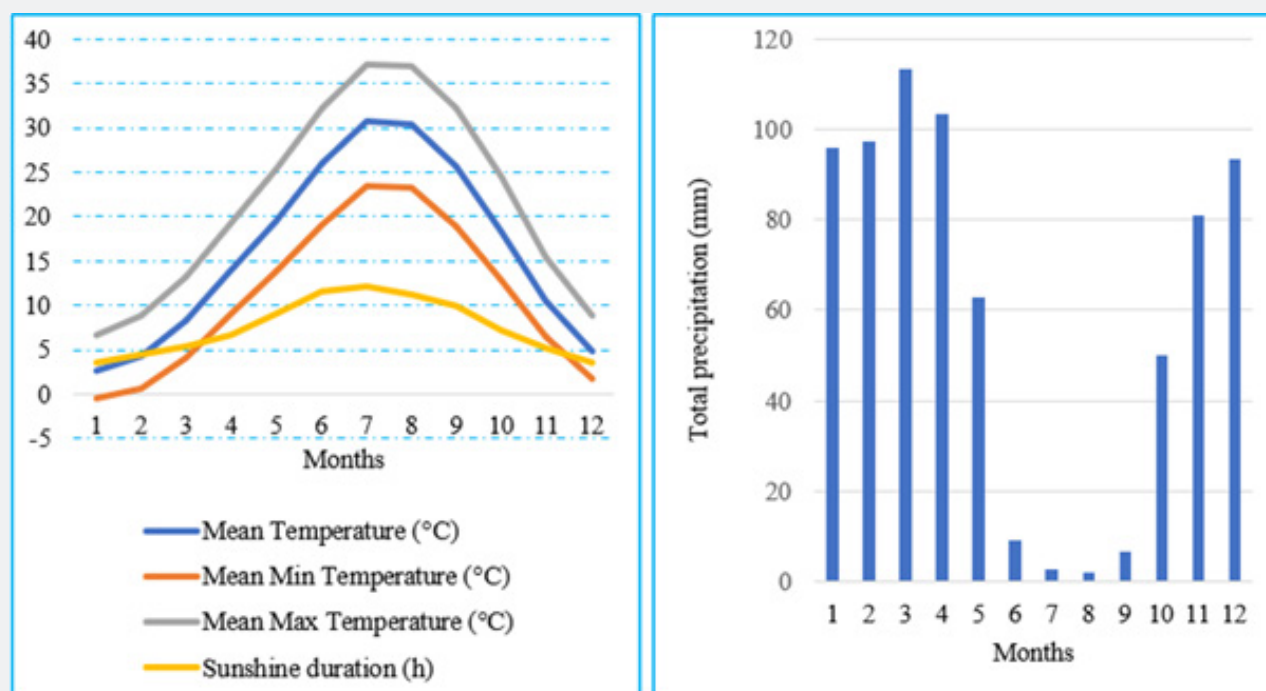 40
35
30
25
20
15
10
5
0
-5
1 2 3 4 5 6 7 8 9 10 11 12
Months
Mean Temperature (°C)
Mean Min Temperature (°C)
Mean Max Temperature (°C)
Sunshine duration (h)
Total precipitation (mm)
120
100
80
60
40
20
0
1 2 3 4 5 6 7 8 9 10 11 12
Months